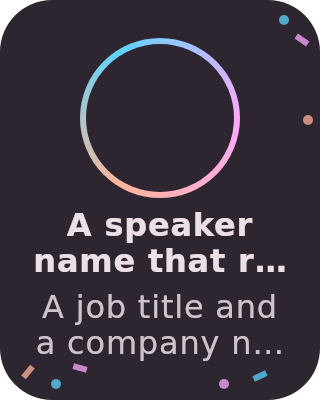 A speaker
name that r…
A job title and
a company n…